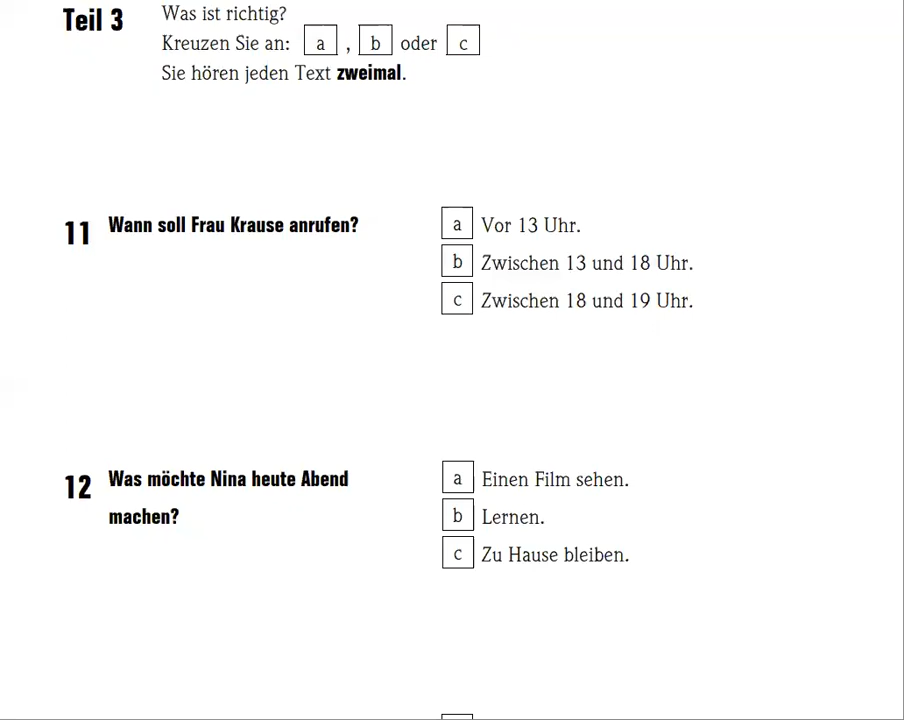 Teil 3
Was ist richtig?
Kreuzen Sie an: a , b oder c
Sie hören jeden Text zweimal.
11 Wann soll Frau Krause anrufen?
a Vor 13 Uhr.
b Zwischen 13 und 18 Uhr.
c Zwischen 18 und 19 Uhr.
12 Was möchte Nina heute Abend
machen?
a Einen Film sehen.
b Lernen.
c Zu Hause bleiben.